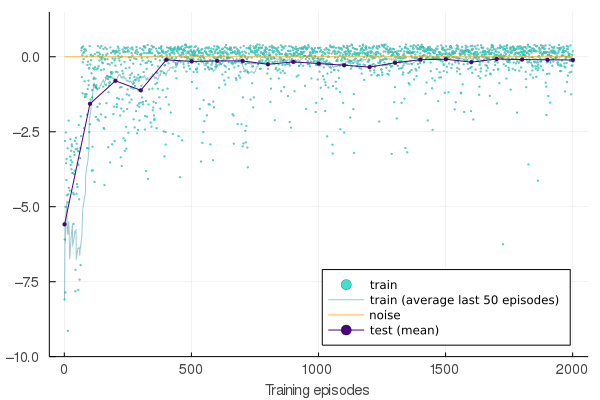 0.0
−2.5
−5.0
−7.5
−10.0
0
500
1000
1500
2000
Training episodes
train
train (average last 50 episodes)
noise
test (mean)